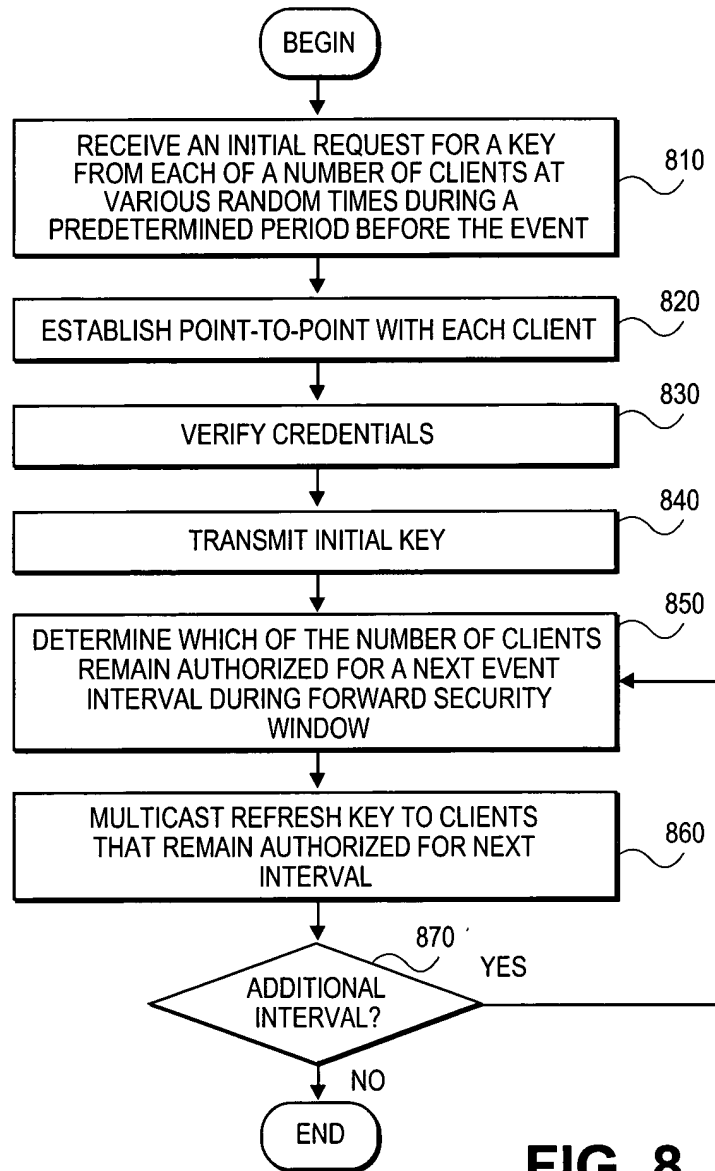 BEGIN
RECEIVE AN INITIAL REQUEST FOR A KEY
FROM EACH OF A NUMBER OF CLIENTS AT
VARIOUS RANDOM TIMES DURING A
PREDETERMINED PERIOD BEFORE THE EVENT
810
820
ESTABLISH POINT-TO-POINT WITH EACH CLIENT
830
VERIFY CREDENTIALS
840
TRANSMIT INITIAL KEY
850
DETERMINE WHICH OF THE NUMBER OF CLIENTS
REMAIN AUTHORIZED FOR A NEXT EVENT
INTERVAL DURING FORWARD SECURITY
WINDOW
MULTICAST REFRESH KEY TO CLIENTS
THAT REMAIN AUTHORIZED FOR NEXT
INTERVAL
860
870
YES
ADDITIONAL
INTERVAL?
NO
END
FIG. 8